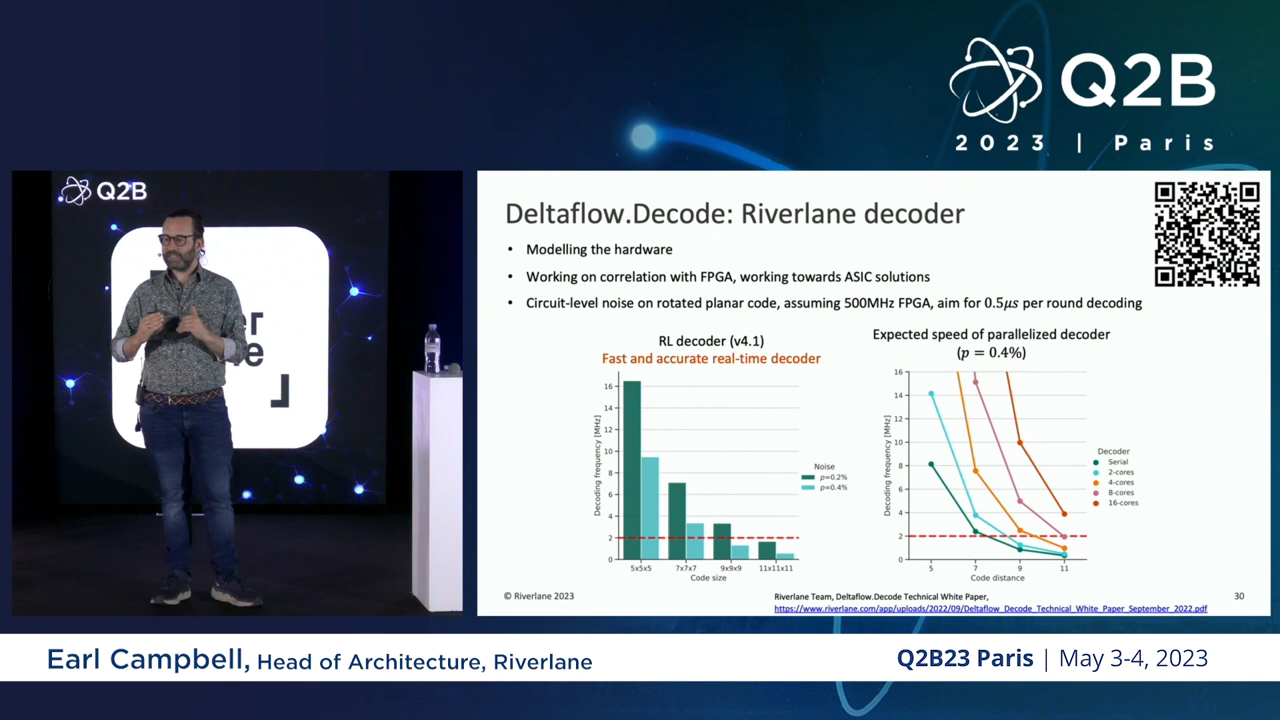 Q2B
2023 | Paris
Q2B
Deltaflow.Decode: Riverlane decoder
• Modelling the hardware
• Working on correlation with FPGA, working towards ASIC solutions
• Circuit-level noise on rotated planar code, assuming 500MHz FPGA, aim for 0.5μs per round decoding
RL decoder (v4.1)
Fast and accurate real-time decoder
Decoding frequency [MHz]
16
14
12
10
8
6
4
2
0
5x5x5 7x7x7 9x9x9 11x11x11
Code size
Noise
p=0.2%
p=0.4%
Expected speed of parallelized decoder
(p = 0.4%)
Decoding frequency [MHz]
16
14
12
10
8
6
4
2
0
5 7 9 11
Code distance
Decoder
Serial
2-cores
4-cores
8-cores
16-cores
© Riverlane 2023
Riverlane Team, Deltaflow.Decode Technical White Paper,
https://www.riverlane.com/app/uploads/2022/09/Deltaflow_Decode_Technical_White_Paper_September_2022.pdf
30
Earl Campbell, Head of Architecture, Riverlane
Q2B23 Paris | May 3-4, 2023